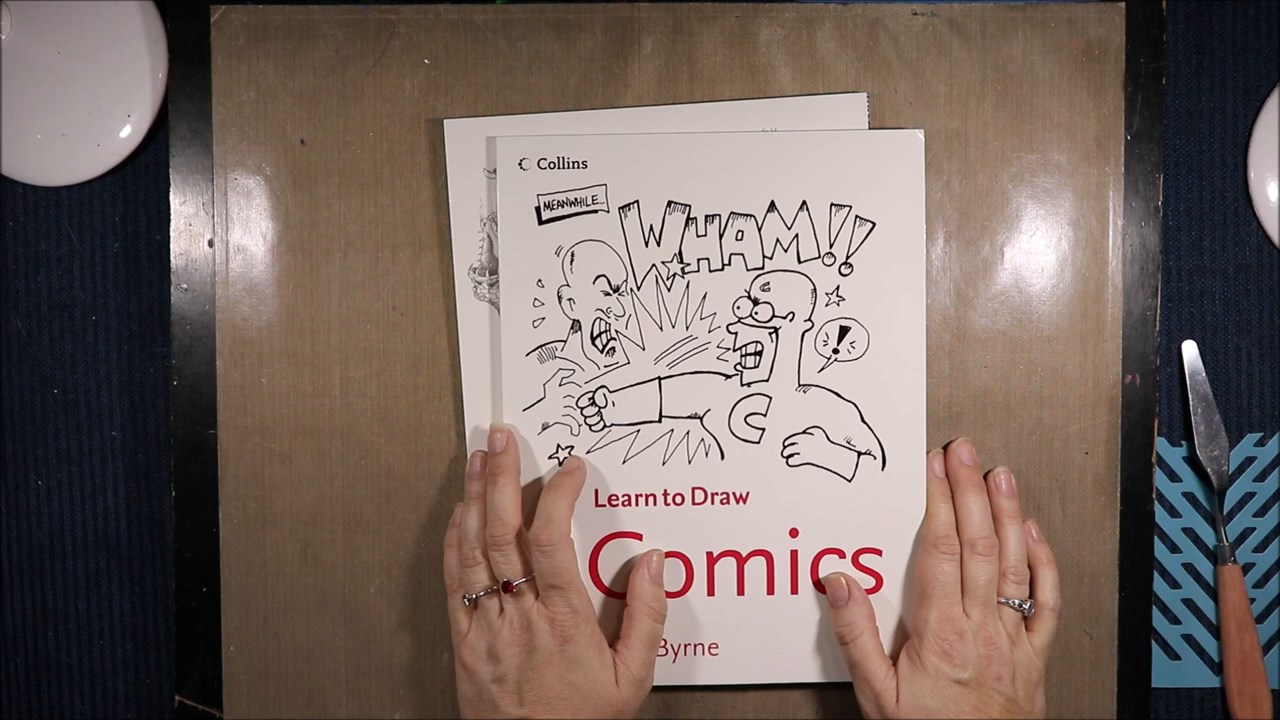 Collins
MEANWHILE...
WHAM!!
!
C
Learn to Draw
Comics
Byrne